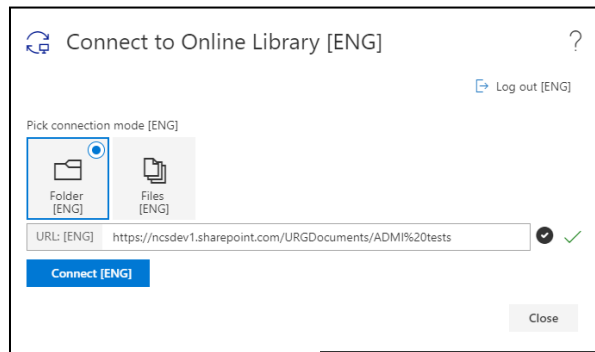 Connect to Online Library [ENG]
?
Log out [ENG]
Pick connection mode [ENG]
Folder
[ENG]
Files
[ENG]
URL: [ENG] https://ncsdev1.sharepoint.com/URGDocuments/ADMI%20tests
Connect [ENG]
Close